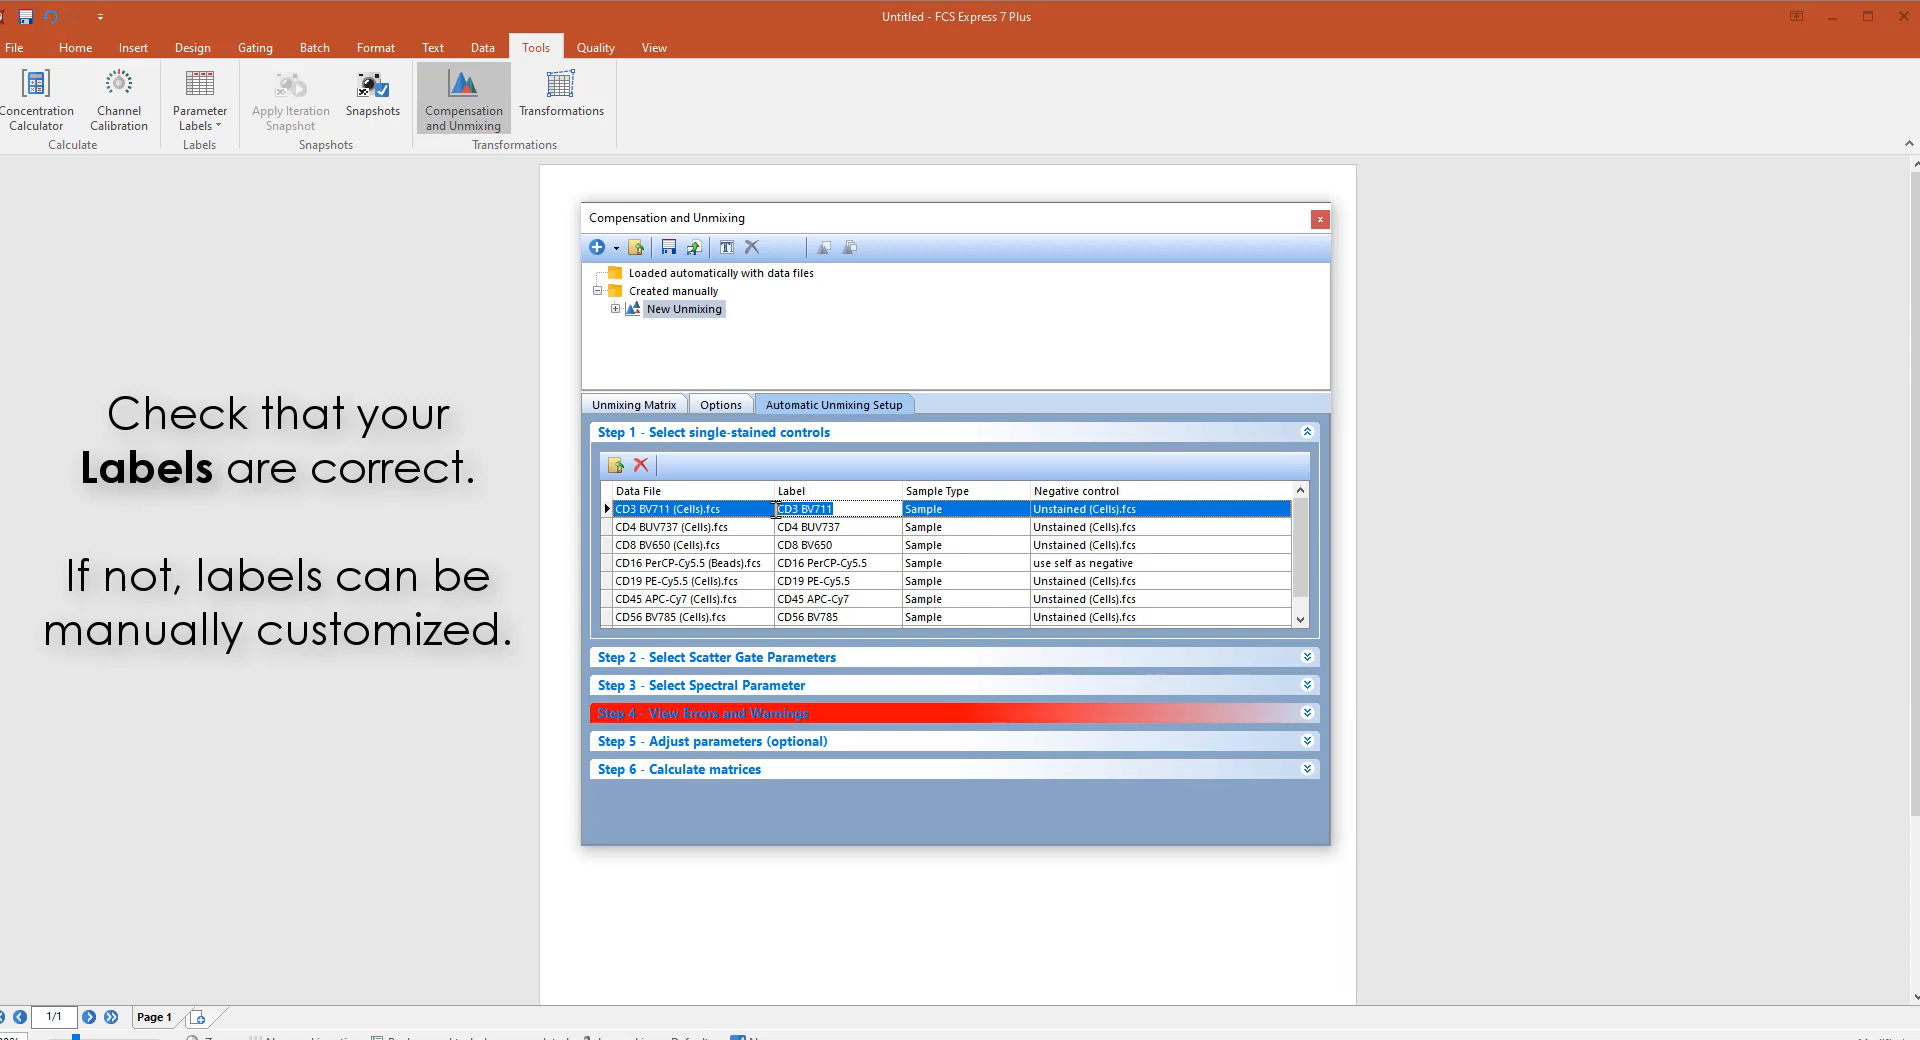 Untitled - FCS Express 7 Plus
File Home Insert Design Gating Batch Format Text Data Tools Quality View
Concentration Calculator
Channel Calibration
Parameter Labels
Apply Iteration Snapshot
Snapshots
Compensation and Unmixing
Transformations
Calculate Labels Snapshots Transformations
Compensation and Unmixing
Loaded automatically with data files
Created manually
New Unmixing
Check that your
Labels are correct.
If not, labels can be
manually customized.
Unmixing Matrix Options Automatic Unmixing Setup
Step 1 - Select single-stained controls
Data File Label Sample Type Negative control
CD3 BV711 (Cells).fcs CD3 BV711 Sample Unstained (Cells).fcs
CD4 BUV737 (Cells).fcs CD4 BUV737 Sample Unstained (Cells).fcs
CD8 BV650 (Cells).fcs CD8 BV650 Sample Unstained (Cells).fcs
CD16 PerCP-Cy5.5 (Beads).fcs CD16 PerCP-Cy5.5 Sample use self as negative
CD19 PE-Cy5.5 (Cells).fcs CD19 PE-Cy5.5 Sample Unstained (Cells).fcs
CD45 APC-Cy7 (Cells).fcs CD45 APC-Cy7 Sample Unstained (Cells).fcs
CD56 BV785 (Cells).fcs CD56 BV785 Sample Unstained (Cells).fcs
Step 2 - Select Scatter Gate Parameters
Step 3 - Select Spectral Parameter
Step 4 - View Errors and Warnings
Step 5 - Adjust parameters (optional)
Step 6 - Calculate matrices
1/1 Page 1